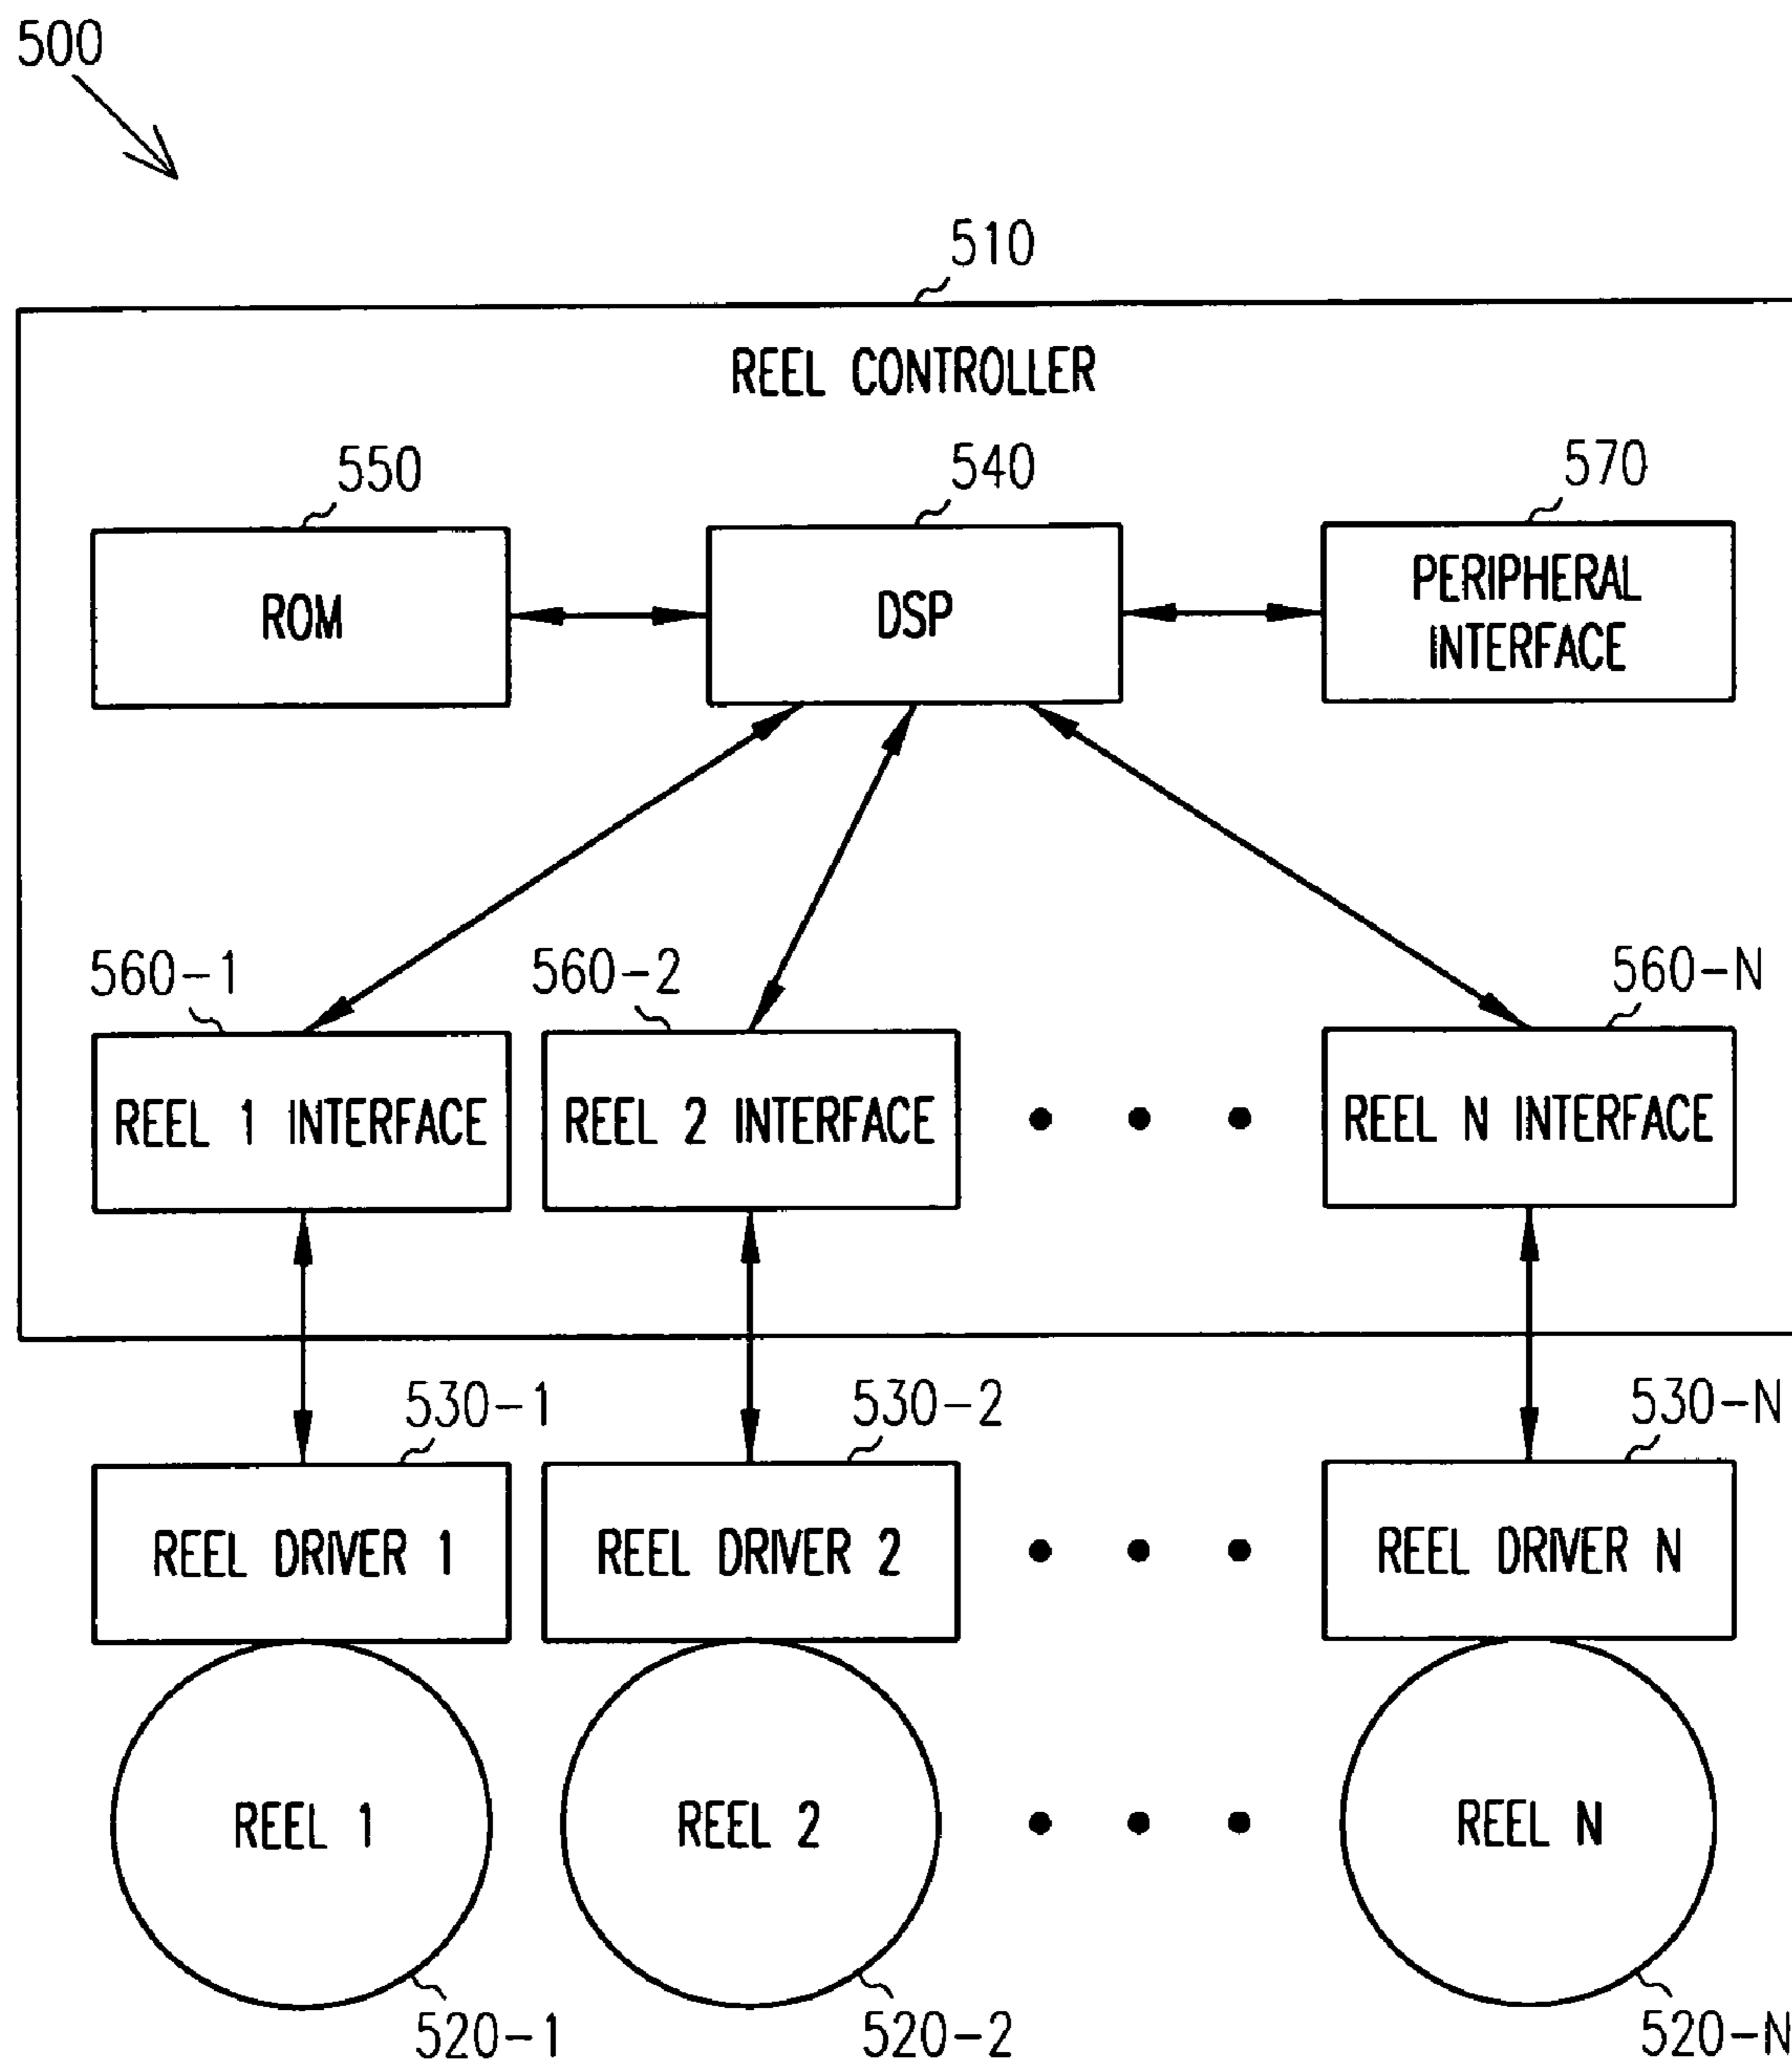 500
510
REEL CONTROLLER
550
540
570
ROM
DSP
PERIPHERAL
INTERFACE
560-1
560-2
560-N
REEL 1 INTERFACE
REEL 2 INTERFACE
REEL N INTERFACE
530-1
530-2
530-N
REEL DRIVER 1
REEL DRIVER 2
REEL DRIVER N
REEL 1
REEL 2
REEL N
520-1
520-2
520-N